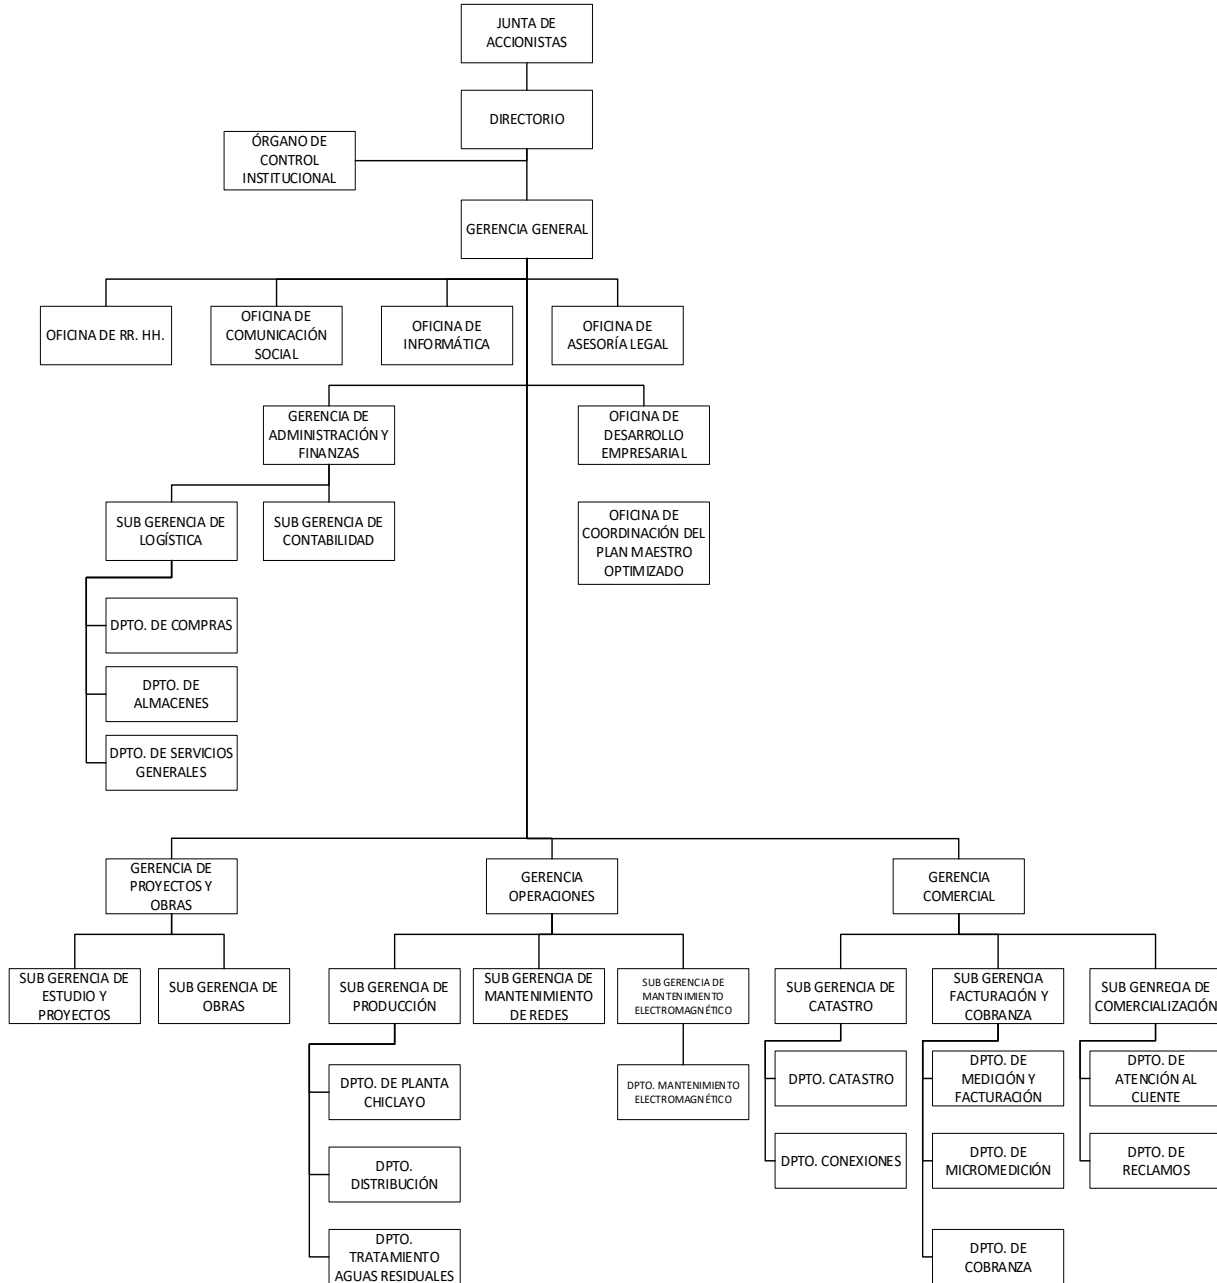 JUNTA DE
ACCIONISTAS
DIRECTORIO
ÓRGANO DE
CONTROL
INSTITUCIONAL
GERENCIA GENERAL
OFICINA DE RR. HH.
OFICINA DE
COMUNICACIÓN
SOCIAL
OFICINA DE
INFORMÁTICA
OFICINA DE
ASESORÍA LEGAL
GERENCIA DE
ADMINISTRACIÓN Y
FINANZAS
OFICINA DE
DESARROLLO
EMPRESARIAL
SUB GERENCIA DE
LOGÍSTICA
SUB GERENCIA DE
CONTABILIDAD
OFICINA DE
COORDINACIÓN DEL
PLAN MAESTRO
OPTIMIZADO
DPTO. DE COMPRAS
DPTO. DE
ALMACENES
DPTO. DE SERVICIOS
GENERALES
GERENCIA DE
PROYECTOS Y
OBRAS
GERENCIA
OPERACIONES
GERENCIA
COMERCIAL
SUB GERENCIA DE
ESTUDIO Y
PROYECTOS
SUB GERENCIA DE
OBRAS
SUB GERENCIA DE
PRODUCCIÓN
SUB GERENCIA DE
MANTENIMIENTO
DE REDES
SUB GERENCIA DE
MANTENIMIENTO
ELECTROMAGNÉTICO
SUB GERENCIA DE
CATASTRO
SUB GERENCIA
FACTURACIÓN Y
COBRANZA
SUB GENRECIA DE
COMERCIALIZACIÓN
DPTO. DE PLANTA
CHICLAYO
DPTO.
DISTRIBUCIÓN
DPTO.
TRATAMIENTO
AGUAS RESIDUALES
DPTO. MANTENIMIENTO
ELECTROMAGNÉTICO
DPTO. CATASTRO
DPTO. CONEXIONES
DPTO. DE
MEDICIÓN Y
FACTURACIÓN
DPTO. DE
MICROMEDICIÓN
DPTO. DE
COBRANZA
DPTO. DE
ATENCIÓN AL
CLIENTE
DPTO. DE
RECLAMOS